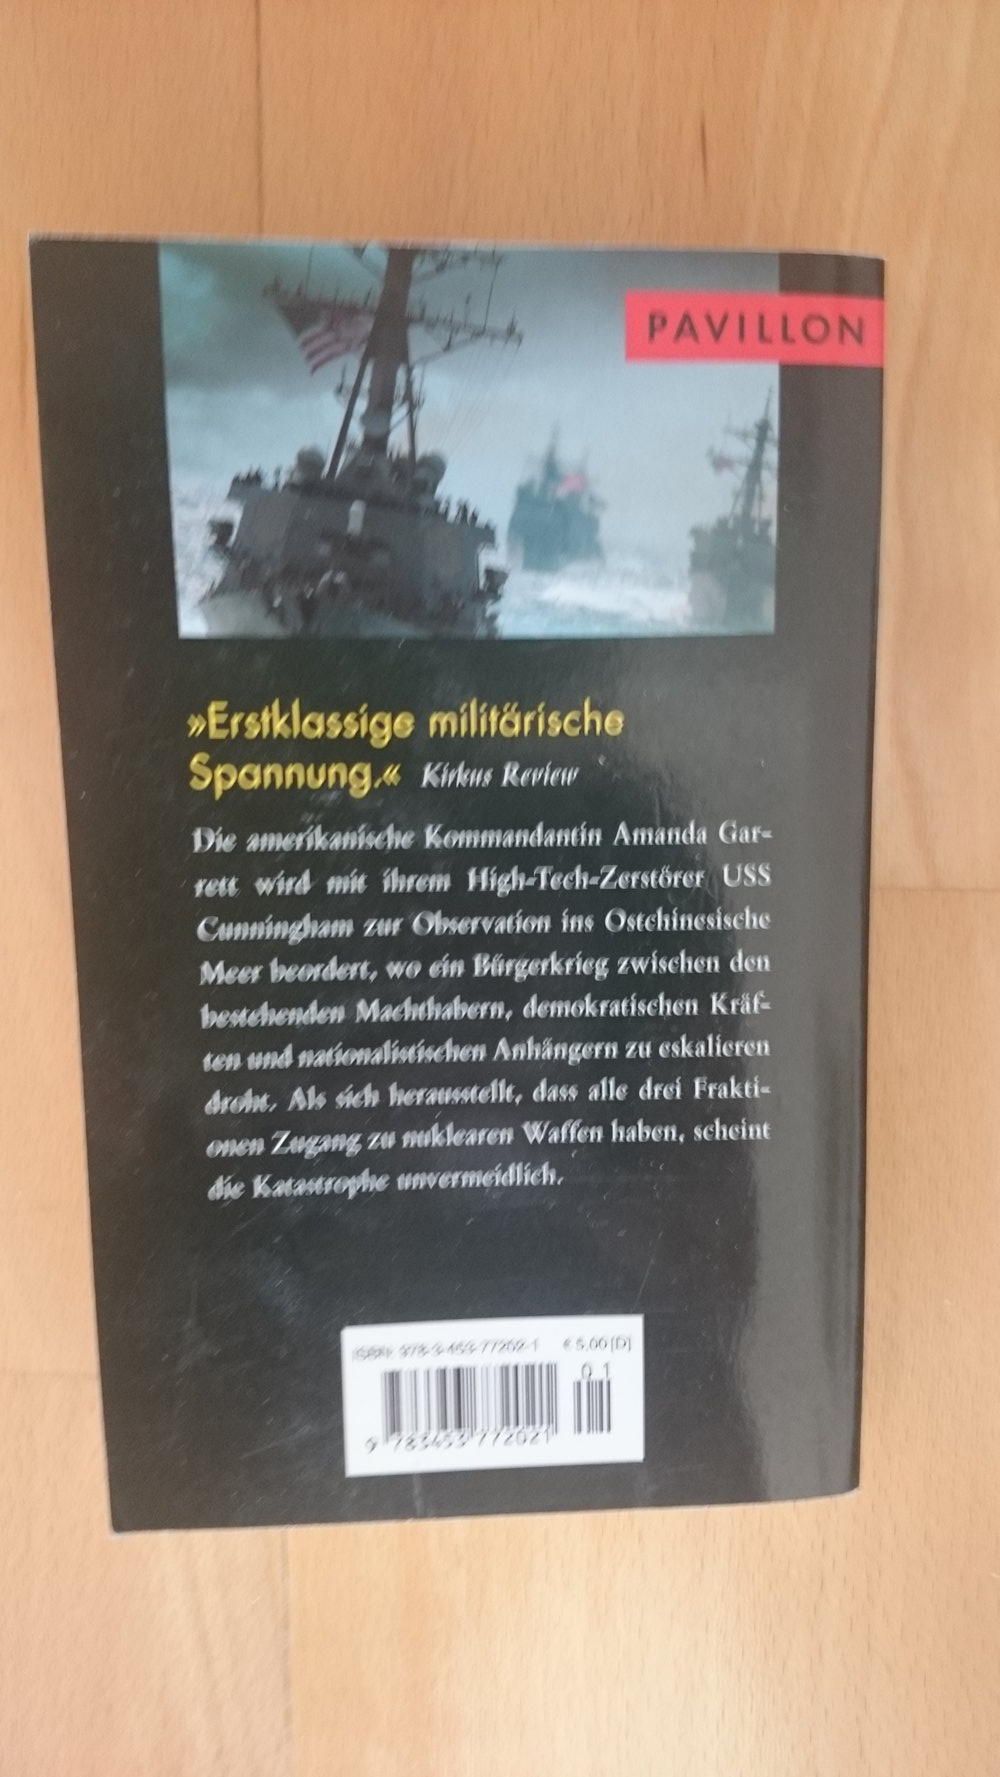 PAVILLON
»Erstklassige militärische
Spannung.« Kirkus Review
Die amerikanische Kommandantin Amanda Gar-
rett wird mit ihrem High-Tech-Zerstörer USS
Cunningham zur Observation ins Ostchinesische
Meer beordert, wo ein Bürgerkrieg zwischen den
bestehenden Machthabern, demokratischen Kräf-
ten und nationalistischen Anhängern zu eskalieren
droht. Als sich herausstellt, dass alle drei Frakti-
onen Zugang zu nuklearen Waffen haben, scheint
die Katastrophe unvermeidlich.
ISBN: 978-3-453-77202-1 € 5,00 [D]
0 1
9 783453 772021